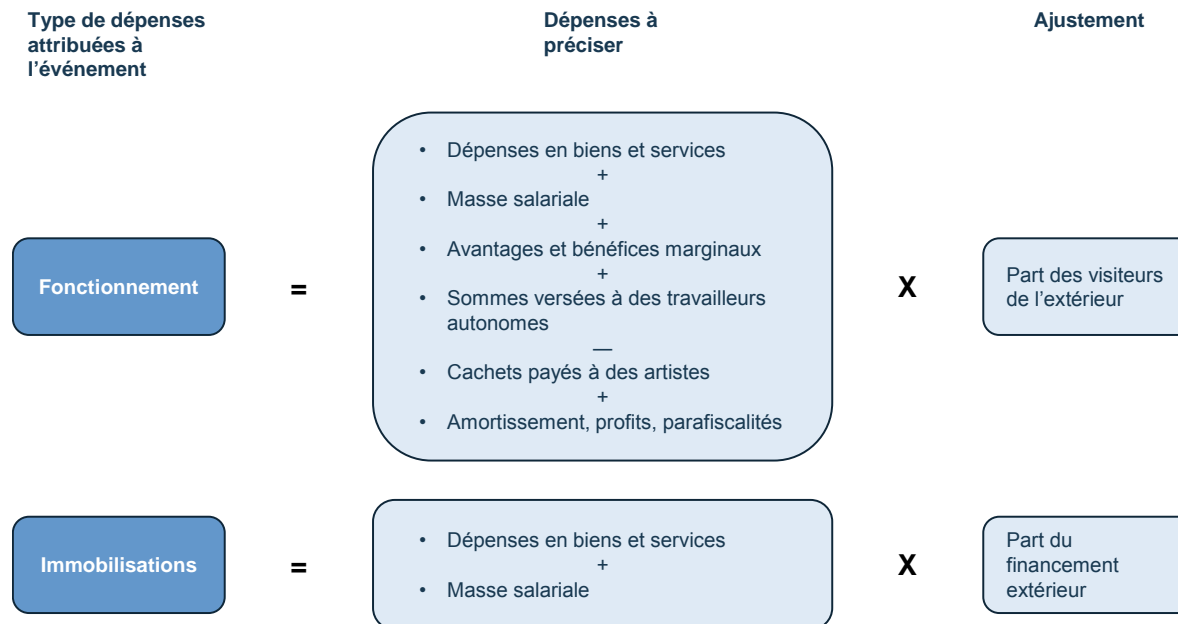 Type de dépenses
attribuées à
l’événement
Dépenses à
préciser
Ajustement
Fonctionnement
=
• Dépenses en biens et services
+
• Masse salariale
+
• Avantages et bénéfices marginaux
+
• Sommes versées à des travailleurs
autonomes
—
• Cachets payés à des artistes
+
• Amortissement, profits, parafiscalités
X
Part des visiteurs
de l’extérieur
Immobilisations
=
• Dépenses en biens et services
+
• Masse salariale
X
Part du
financement
extérieur